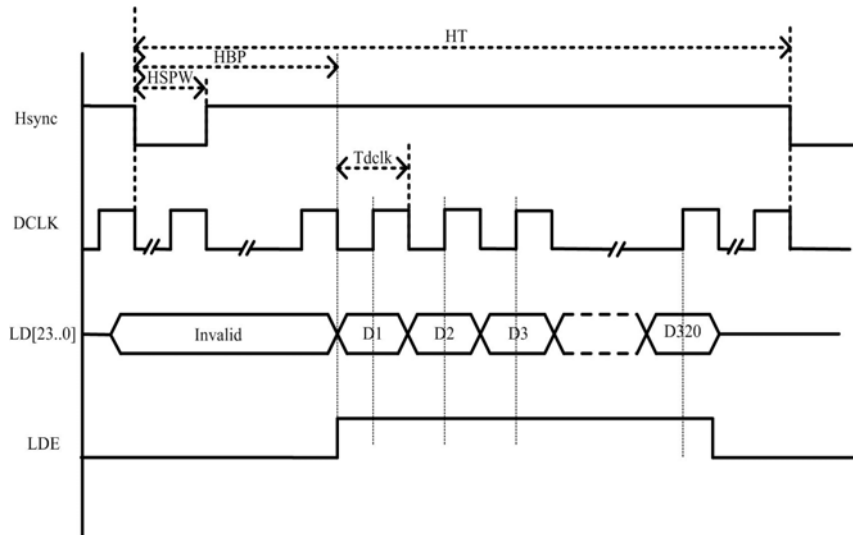 HT
HBP
HSPW
Hsync
Tdclk
DCLK
LD[23..0] Invalid D1 D2 D3 D320
LDE